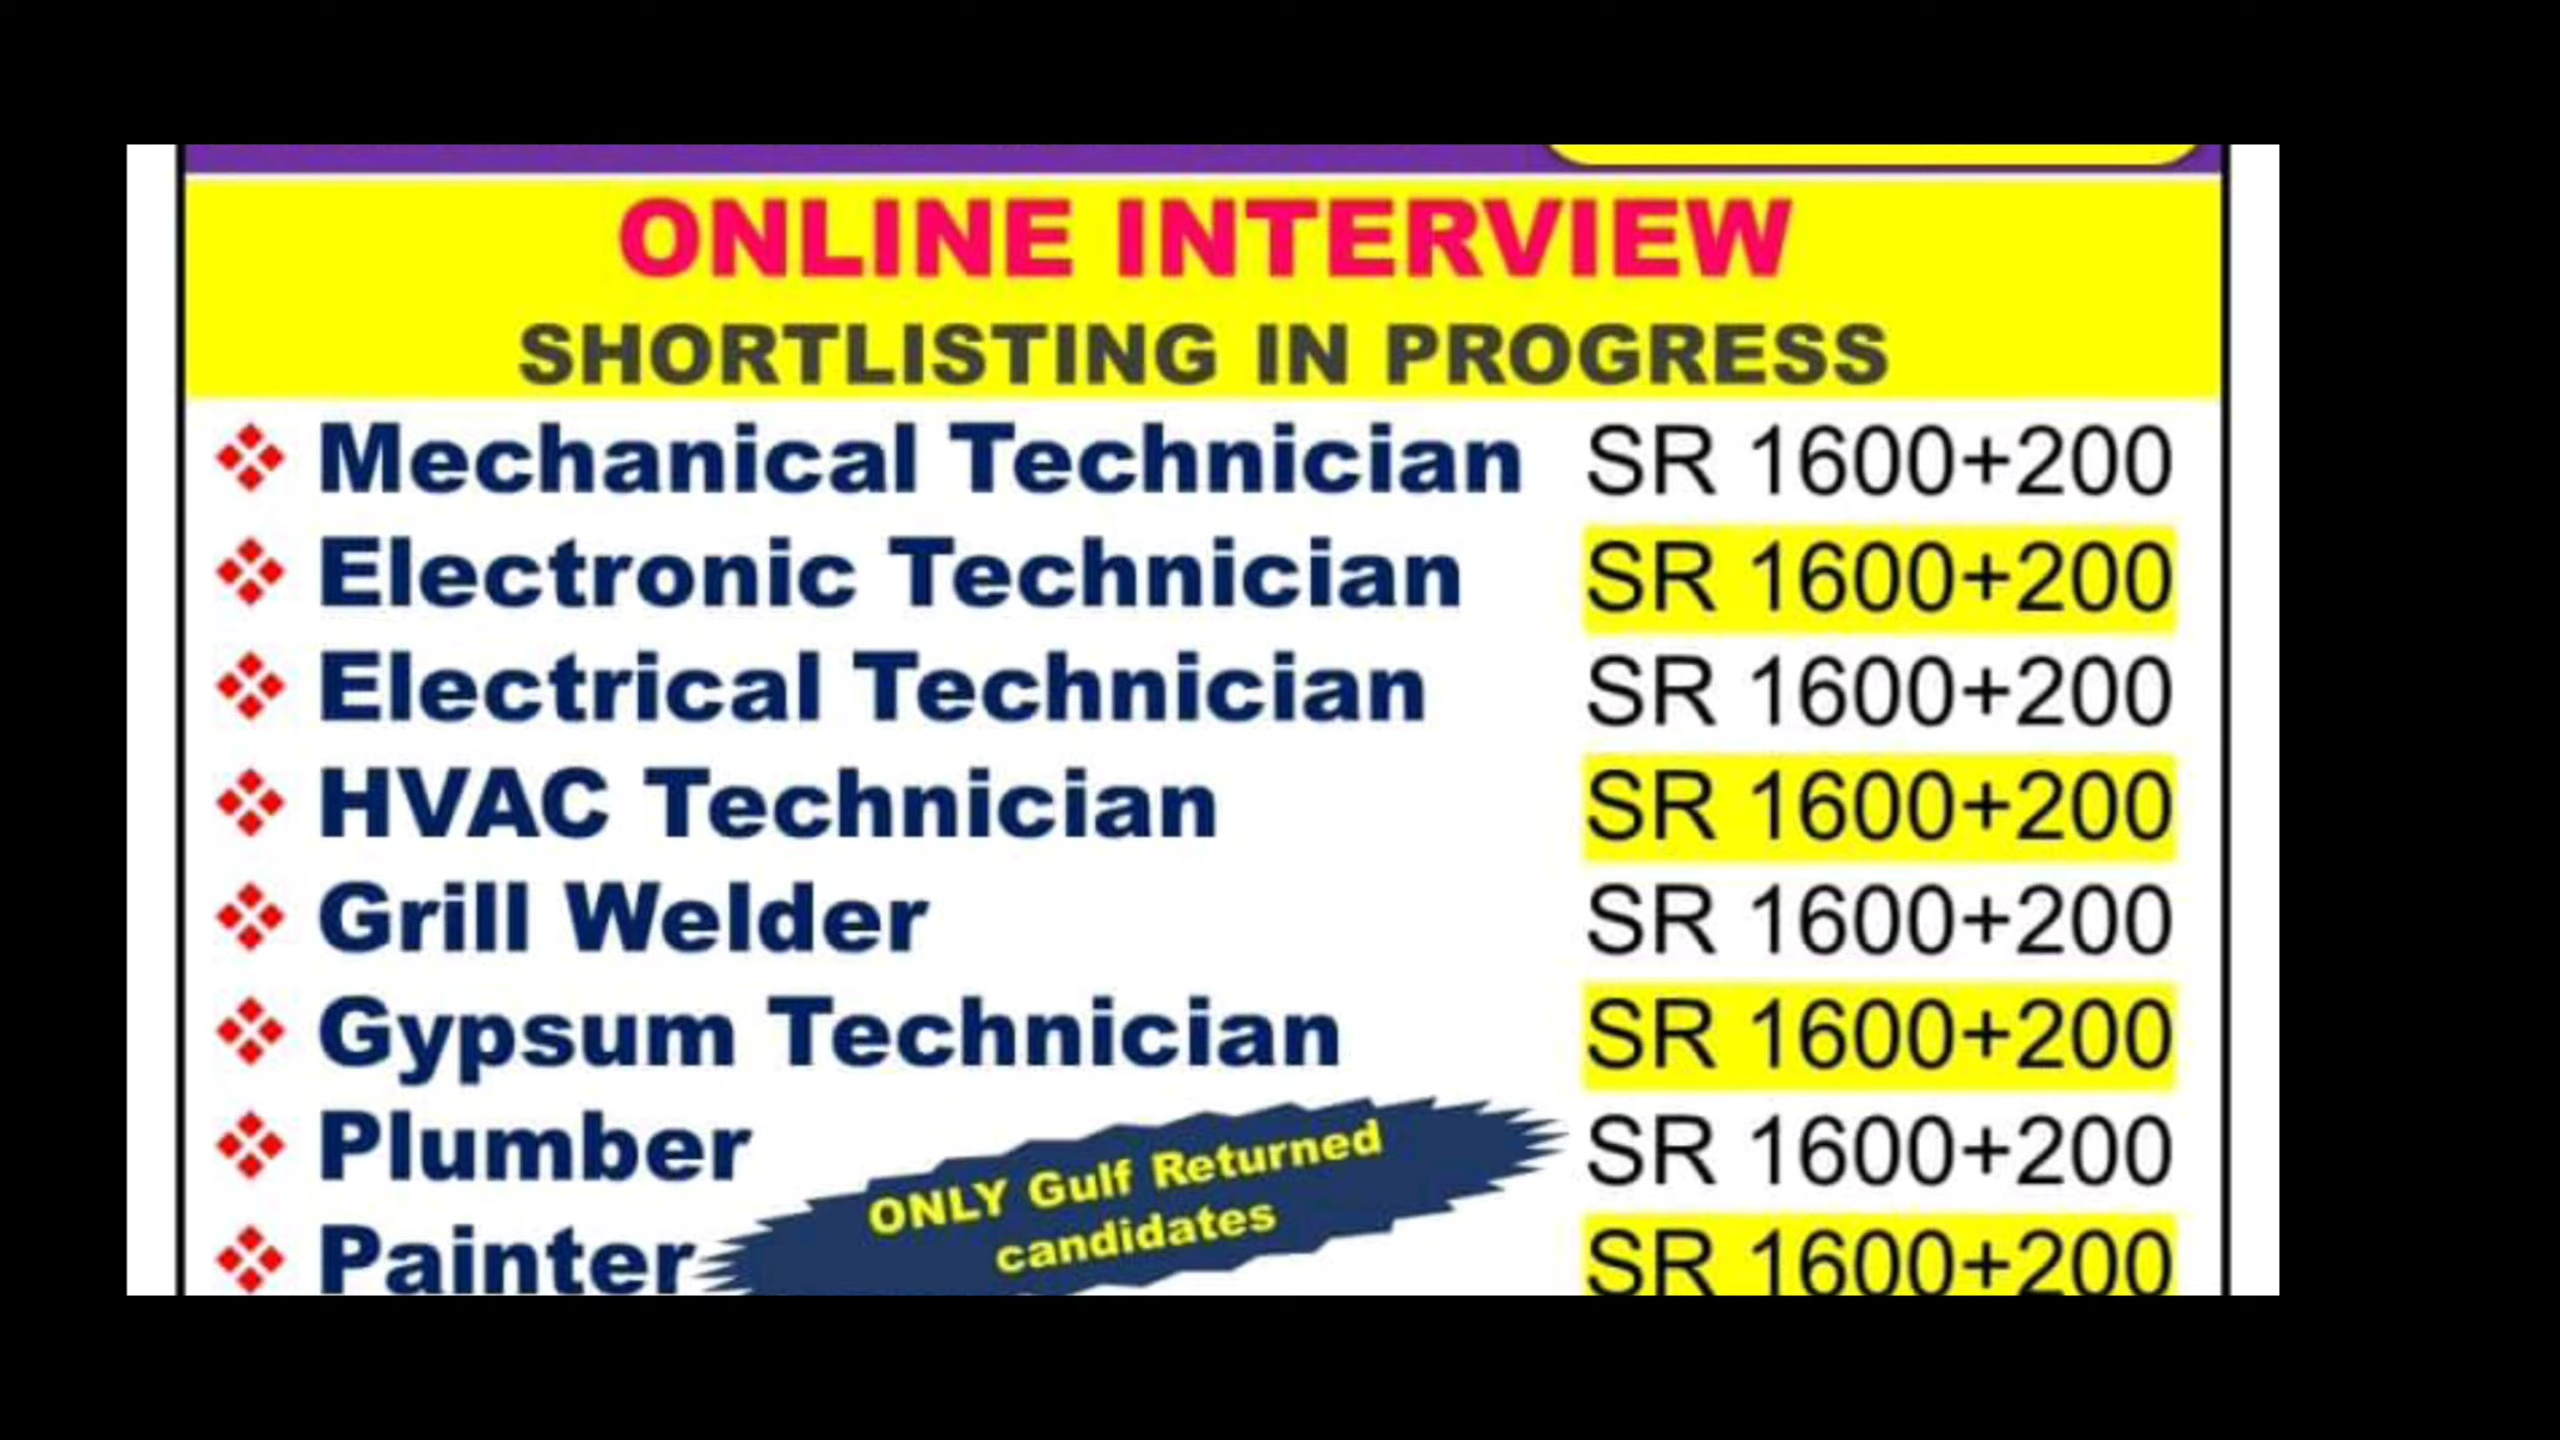 ONLINE INTERVIEW
SHORTLISTING IN PROGRESS
❖ Mechanical Technician SR 1600+200
❖ Electronic Technician SR 1600+200
❖ Electrical Technician SR 1600+200
❖ HVAC Technician SR 1600+200
❖ Grill Welder SR 1600+200
❖ Gypsum Technician SR 1600+200
❖ Plumber SR 1600+200
❖ Painter SR 1600+200
ONLY Gulf Returned
candidates